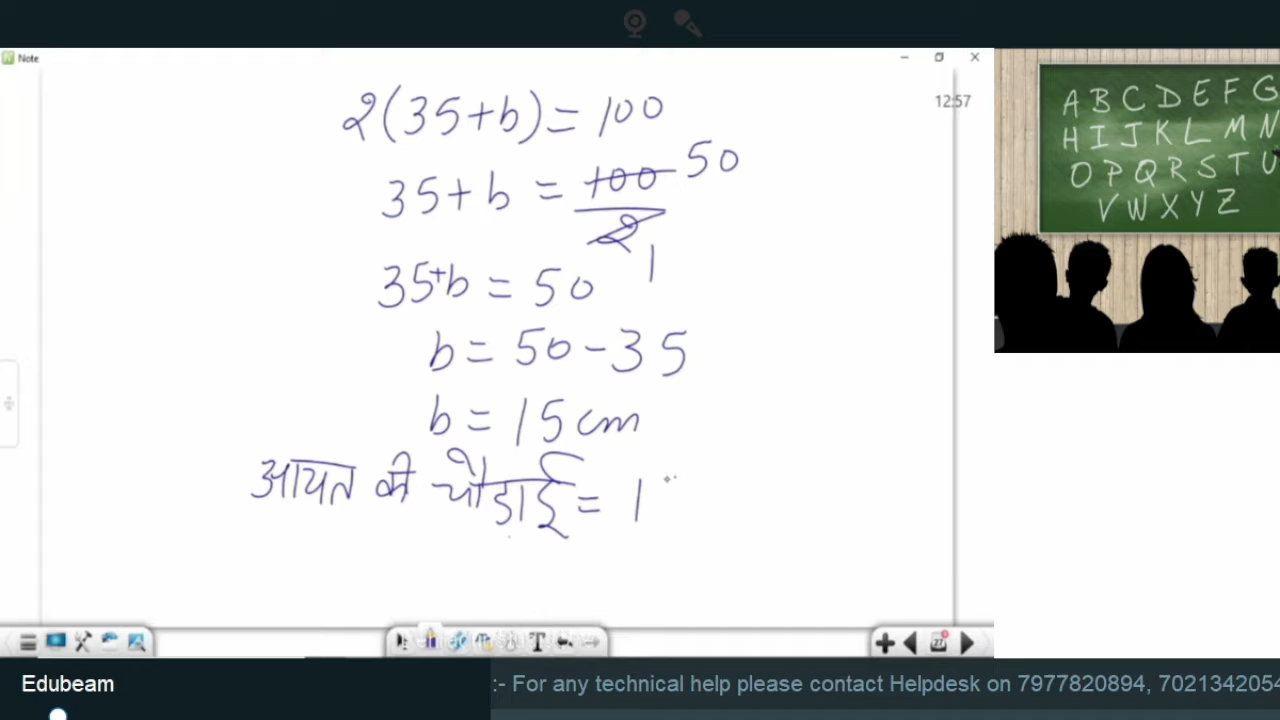 Note
12:57
2(35+b)=100
35+b = 100/2 50
1
35+b = 50
b = 50-35
b = 15 cm
आयत की चौडाई = 1
A B C D E F G
H I J K L M N
O P Q R S T U
V W X Y Z
T
Edubeam
:- For any technical help please contact Helpdesk on 7977820894, 7021342054